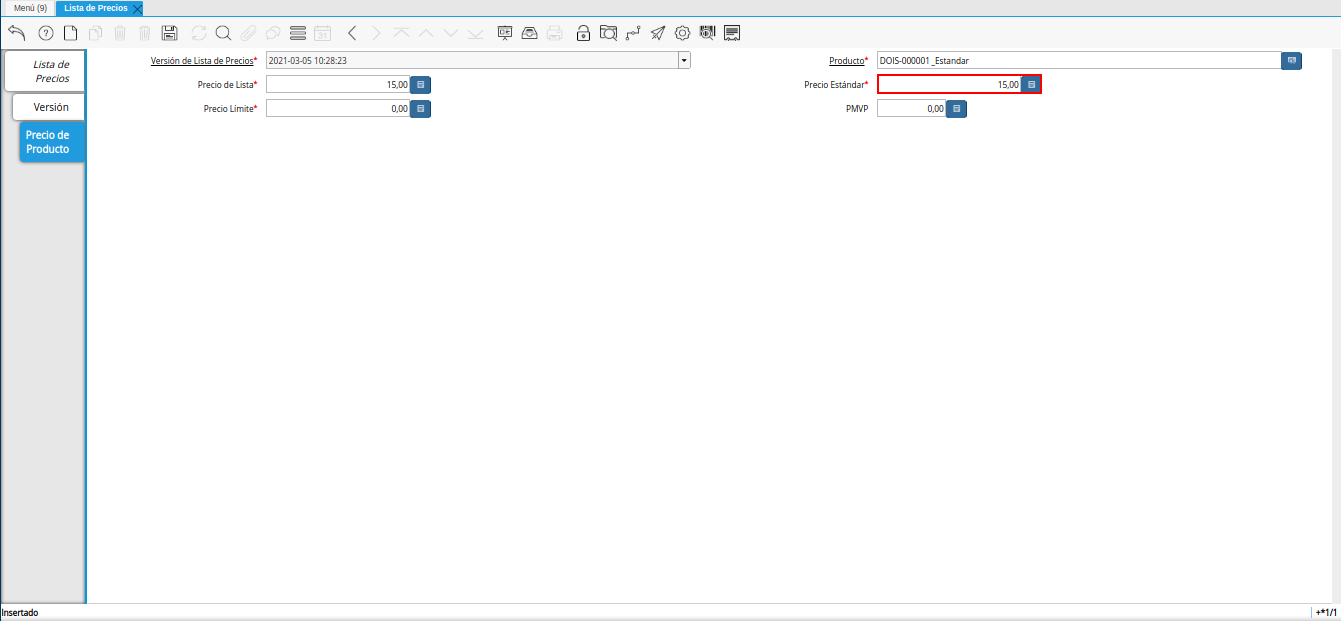 Menú (9) Lista de Precios
Lista de Precios
Versión
Precio de Producto
Versión de Lista de Precios* 2021-03-05 10:28:23 Producto* DOIS-000001_Estandar
Precio de Lista* 15,00 Precio Estándar* 15,00
Precio Límite* 0,00 PMVP 0,00
Insertado +*1/1